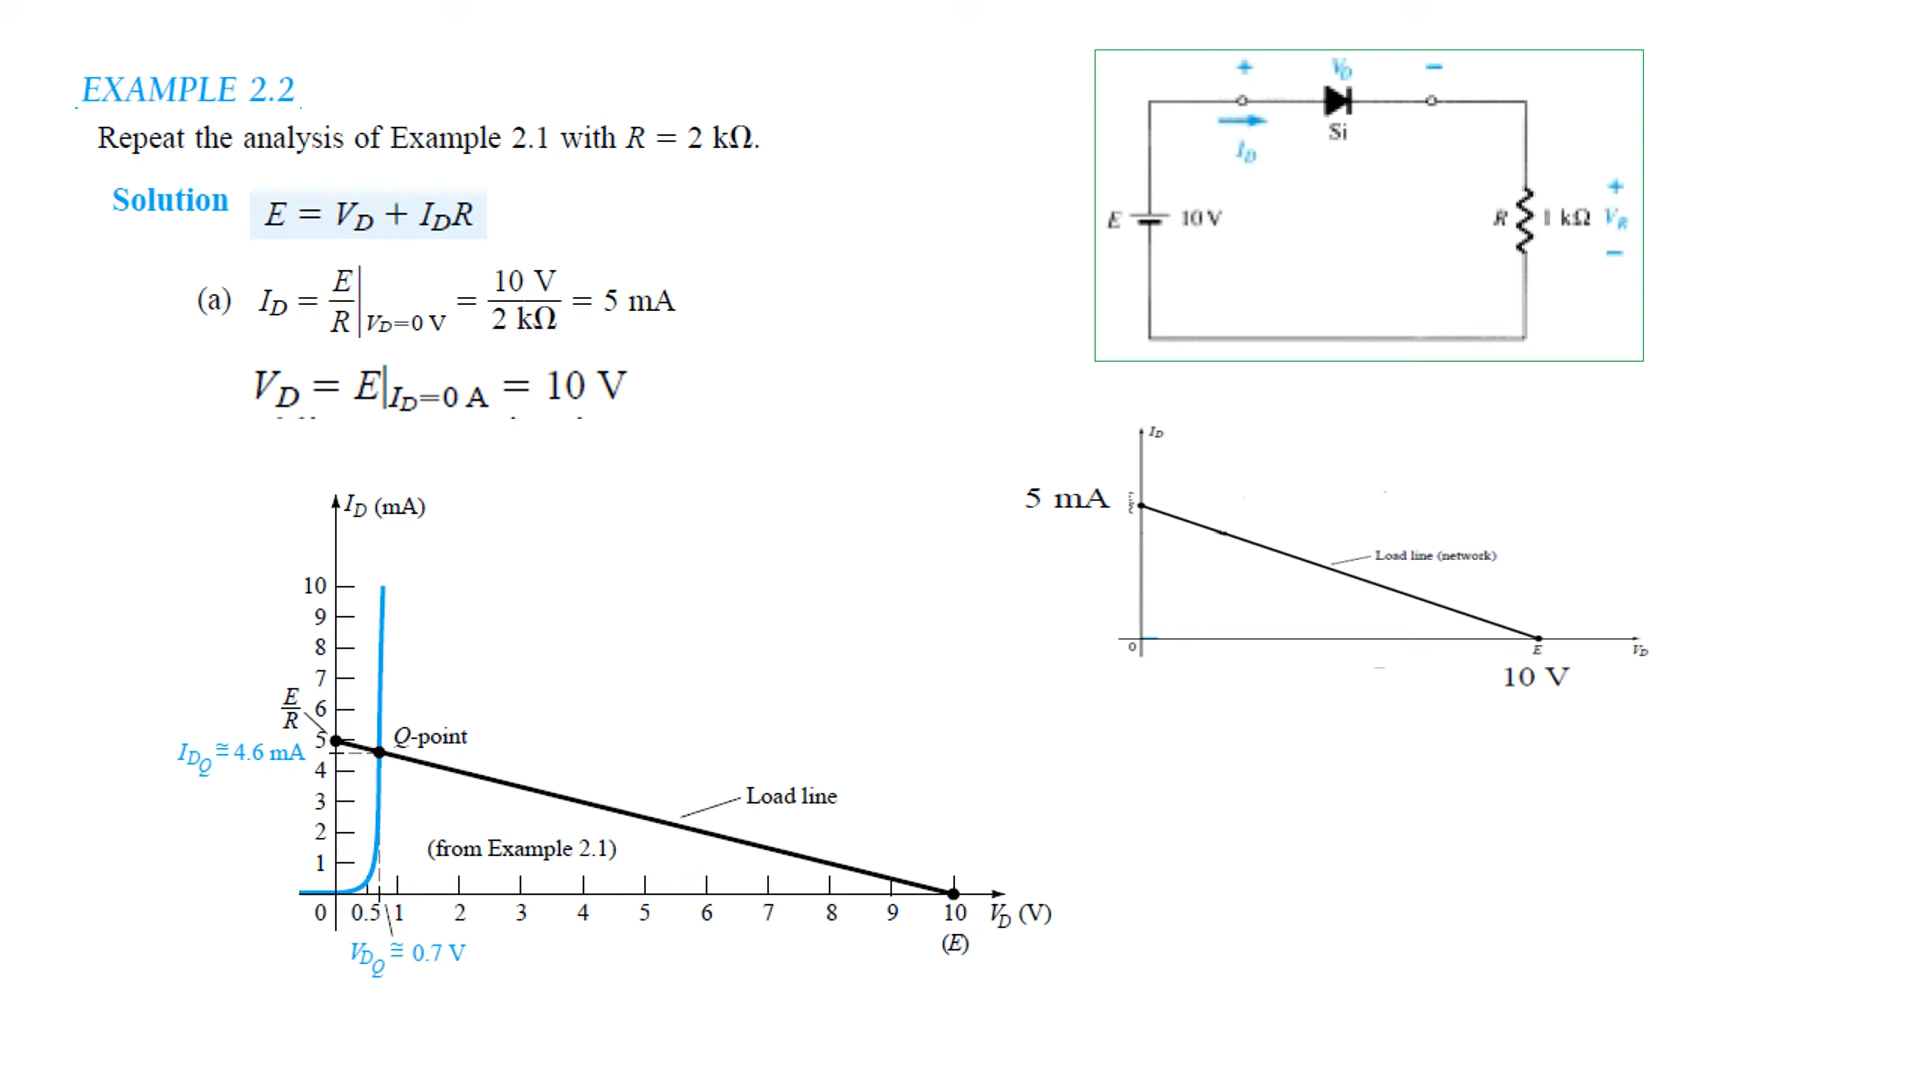 EXAMPLE 2.2
Repeat the analysis of Example 2.1 with R = 2 kΩ.
Solution
E = V_D + I_D R
(a) I_D = E/R |V_D=0 V = 10 V / 2 kΩ = 5 mA
V_D = E|I_D=0 A = 10 V
+ V_D −
Si
I_D
E 10 V
R 1 kΩ
+ V_R −
I_D
5 mA
Load line (network)
0 E V_D
10 V
I_D (mA)
10
9
8
7
E/R 6
5
Q-point
I_DQ ≅ 4.6 mA
4
3
Load line
2
(from Example 2.1)
1
0 0.5 1 2 3 4 5 6 7 8 9 10 V_D (V)
(E)
V_DQ ≅ 0.7 V